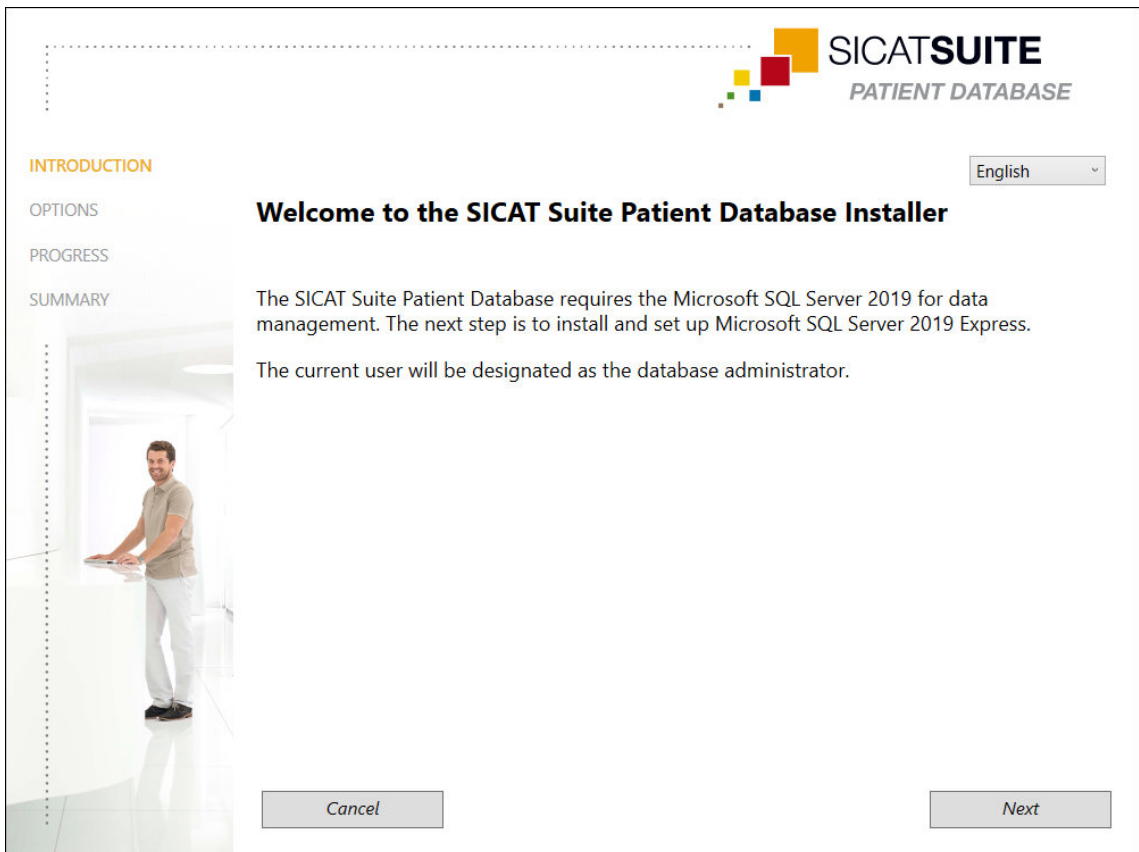 SICATSUITE
PATIENT DATABASE
INTRODUCTION
OPTIONS
PROGRESS
SUMMARY
English
Welcome to the SICAT Suite Patient Database Installer
The SICAT Suite Patient Database requires the Microsoft SQL Server 2019 for data
management. The next step is to install and set up Microsoft SQL Server 2019 Express.
The current user will be designated as the database administrator.
Cancel
Next